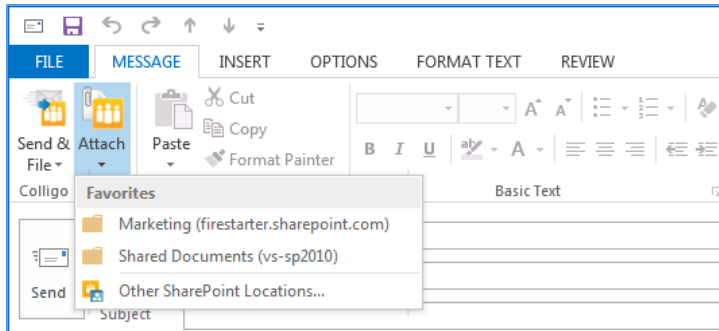 FILE MESSAGE INSERT OPTIONS FORMAT TEXT REVIEW
Send & File
Attach
Paste
Cut
Copy
Format Painter
B I U A
Colligo
Basic Text
Favorites
Marketing (firestarter.sharepoint.com)
Shared Documents (vs-sp2010)
Other SharePoint Locations...
Send
Subject